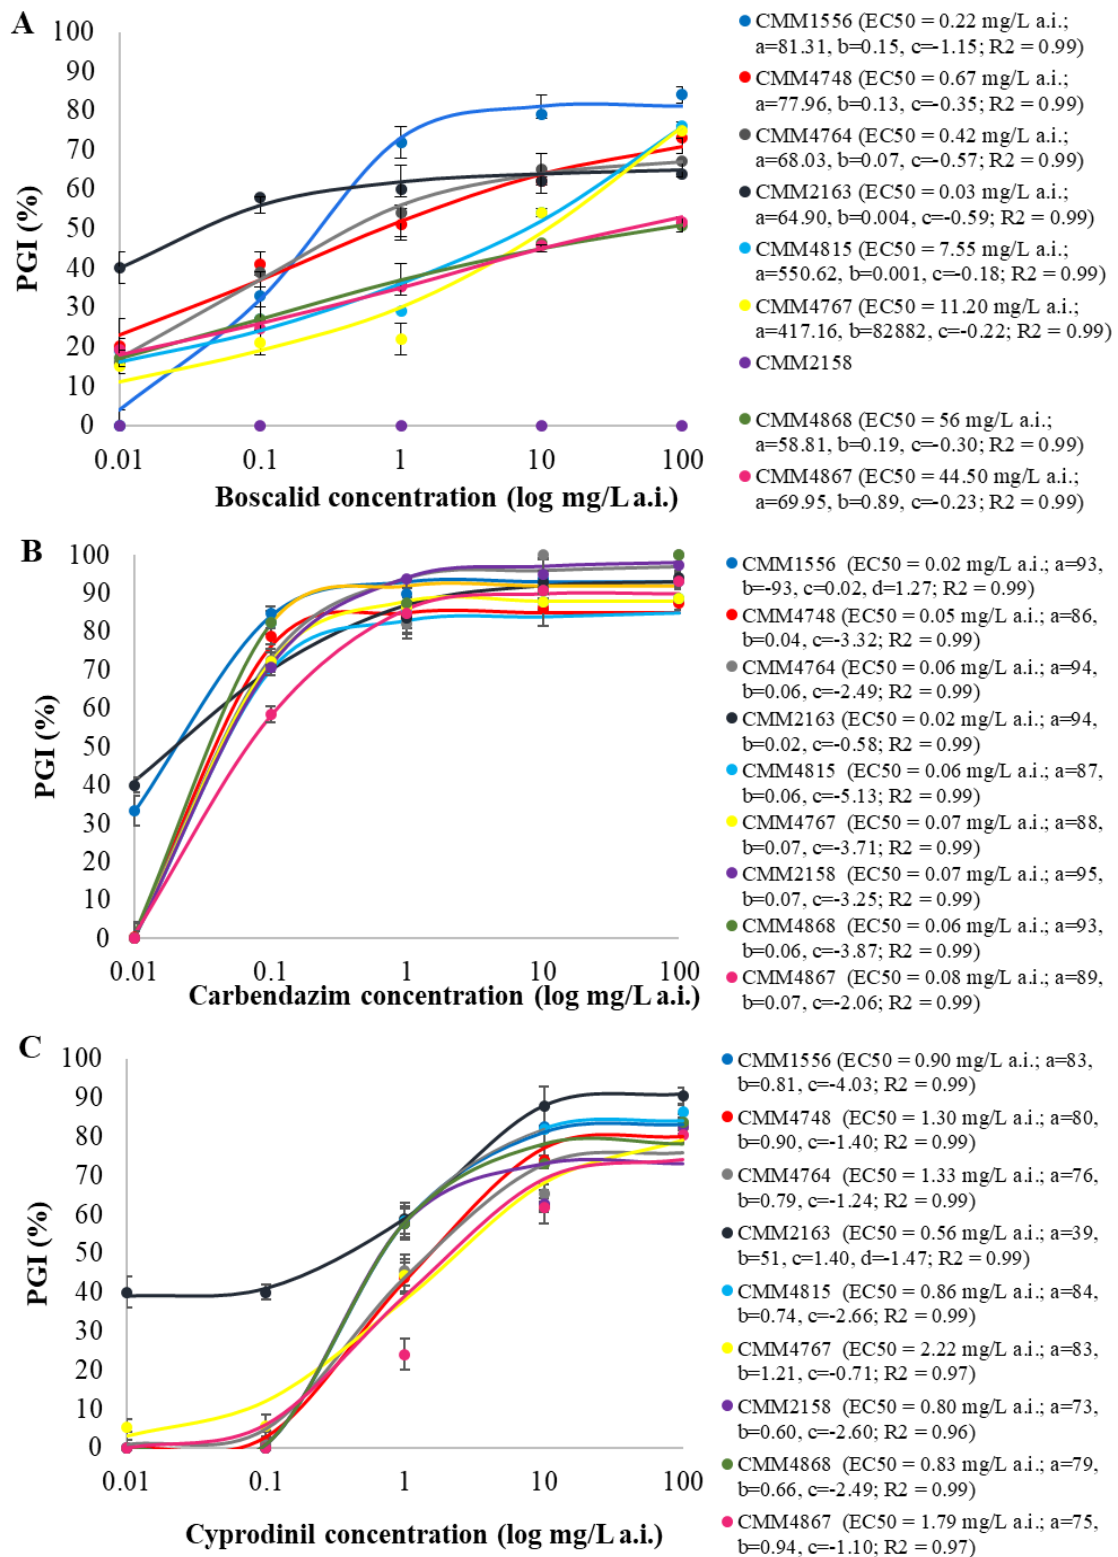 A
100
90
80
70
60
50
40
30
20
10
0
PGI (%)
0.01 0.1 1 10 100
Boscalid concentration (log mg/L a.i.)
CMM1556 (EC50 = 0.22 mg/L a.i.;
a=81.31, b=0.15, c=-1.15; R2 = 0.99)
CMM4748 (EC50 = 0.67 mg/L a.i.;
a=77.96, b=0.13, c=-0.35; R2 = 0.99)
CMM4764 (EC50 = 0.42 mg/L a.i.;
a=68.03, b=0.07, c=-0.57; R2 = 0.99)
CMM2163 (EC50 = 0.03 mg/L a.i.;
a=64.90, b=0.004, c=-0.59; R2 = 0.99)
CMM4815 (EC50 = 7.55 mg/L a.i.;
a=550.62, b=0.001, c=-0.18; R2 = 0.99)
CMM4767 (EC50 = 11.20 mg/L a.i.;
a=417.16, b=82882, c=-0.22; R2 = 0.99)
CMM2158
CMM4868 (EC50 = 56 mg/L a.i.;
a=58.81, b=0.19, c=-0.30; R2 = 0.99)
CMM4867 (EC50 = 44.50 mg/L a.i.;
a=69.95, b=0.89, c=-0.23; R2 = 0.99)
B
100
90
80
70
60
50
40
30
20
10
0
PGI (%)
0.01 0.1 1 10 100
Carbendazim concentration (log mg/L a.i.)
CMM1556 (EC50 = 0.02 mg/L a.i.; a=93,
b=-93, c=0.02, d=1.27; R2 = 0.99)
CMM4748 (EC50 = 0.05 mg/L a.i.; a=86,
b=0.04, c=-3.32; R2 = 0.99)
CMM4764 (EC50 = 0.06 mg/L a.i.; a=94,
b=0.06, c=-2.49; R2 = 0.99)
CMM2163 (EC50 = 0.02 mg/L a.i.; a=94,
b=0.02, c=-0.58; R2 = 0.99)
CMM4815 (EC50 = 0.06 mg/L a.i.; a=87,
b=0.06, c=-5.13; R2 = 0.99)
CMM4767 (EC50 = 0.07 mg/L a.i.; a=88,
b=0.07, c=-3.71; R2 = 0.99)
CMM2158 (EC50 = 0.07 mg/L a.i.; a=95,
b=0.07, c=-3.25; R2 = 0.99)
CMM4868 (EC50 = 0.06 mg/L a.i.; a=93,
b=0.06, c=-3.87; R2 = 0.99)
CMM4867 (EC50 = 0.08 mg/L a.i.; a=89,
b=0.07, c=-2.06; R2 = 0.99)
C
100
90
80
70
60
50
40
30
20
10
0
PGI (%)
0.01 0.1 1 10 100
Cyprodinil concentration (log mg/L a.i.)
CMM1556 (EC50 = 0.90 mg/L a.i.; a=83,
b=0.81, c=-4.03; R2 = 0.99)
CMM4748 (EC50 = 1.30 mg/L a.i.; a=80,
b=0.90, c=-1.40; R2 = 0.99)
CMM4764 (EC50 = 1.33 mg/L a.i.; a=76,
b=0.79, c=-1.24; R2 = 0.99)
CMM2163 (EC50 = 0.56 mg/L a.i.; a=39,
b=51, c=1.40, d=-1.47; R2 = 0.99)
CMM4815 (EC50 = 0.86 mg/L a.i.; a=84,
b=0.74, c=-2.66; R2 = 0.99)
CMM4767 (EC50 = 2.22 mg/L a.i.; a=83,
b=1.21, c=-0.71; R2 = 0.97)
CMM2158 (EC50 = 0.80 mg/L a.i.; a=73,
b=0.60, c=-2.60; R2 = 0.96)
CMM4868 (EC50 = 0.83 mg/L a.i.; a=79,
b=0.66, c=-2.49; R2 = 0.99)
CMM4867 (EC50 = 1.79 mg/L a.i.; a=75,
b=0.94, c=-1.10; R2 = 0.97)